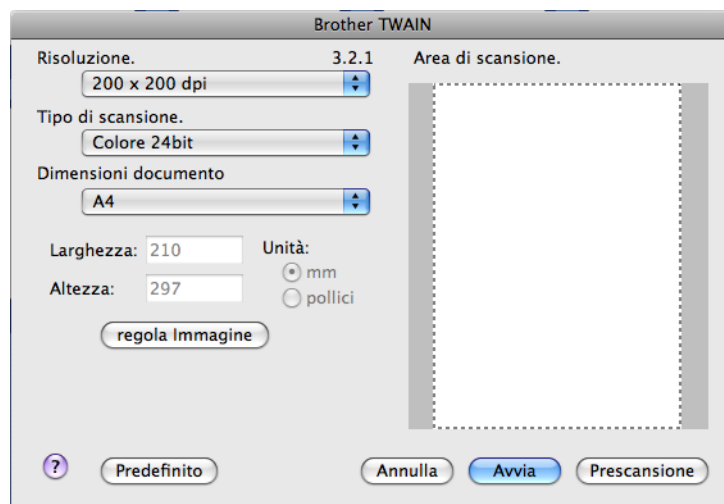 Brother TWAIN
Risoluzione. 3.2.1
200 x 200 dpi
Tipo di scansione.
Colore 24bit
Dimensioni documento
A4
Larghezza: 210
Altezza: 297
Unità:
mm
pollici
regola Immagine
Area di scansione.
? Predefinito Annulla Avvia Prescansione